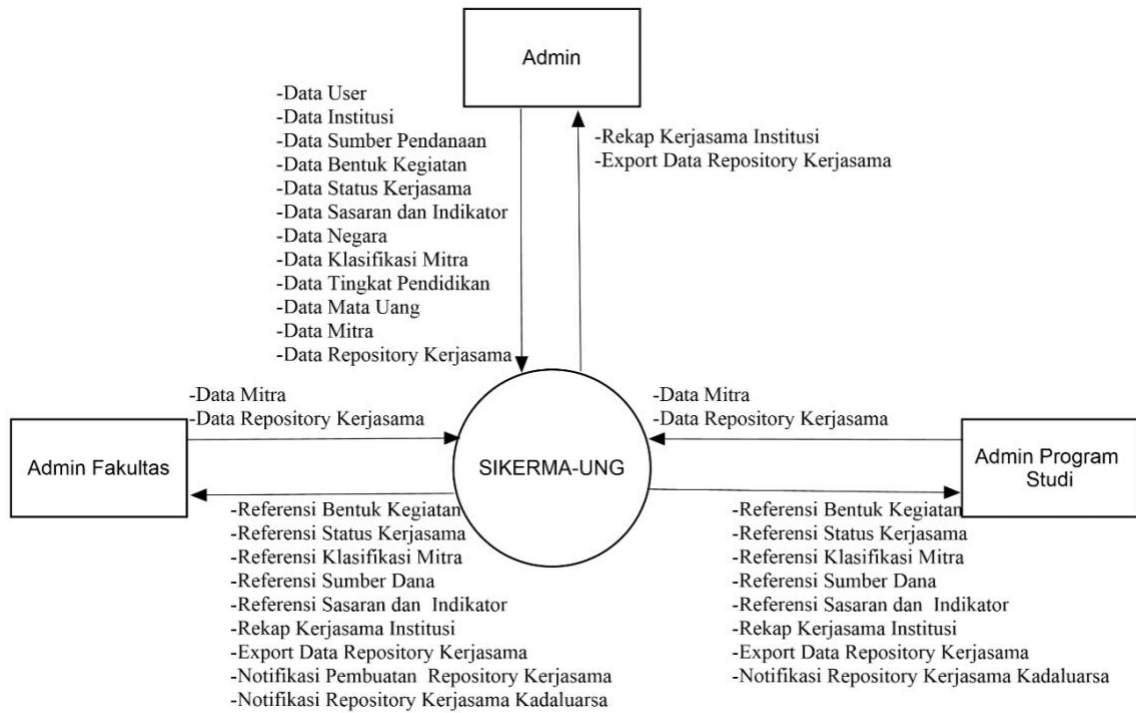 Admin
-Data User
-Data Institusi
-Data Sumber Pendanaan
-Data Bentuk Kegiatan
-Data Status Kerjasama
-Data Sasaran dan Indikator
-Data Negara
-Data Klasifikasi Mitra
-Data Tingkat Pendidikan
-Data Mata Uang
-Data Mitra
-Data Repository Kerjasama
-Rekap Kerjasama Institusi
-Export Data Repository Kerjasama
-Data Mitra
-Data Repository Kerjasama
-Data Mitra
-Data Repository Kerjasama
Admin Fakultas
SIKERMA-UNG
Admin Program
Studi
-Referensi Bentuk Kegiatan
-Referensi Status Kerjasama
-Referensi Klasifikasi Mitra
-Referensi Sumber Dana
-Referensi Sasaran dan Indikator
-Rekap Kerjasama Institusi
-Export Data Repository Kerjasama
-Notifikasi Pembuatan Repository Kerjasama
-Notifikasi Repository Kerjasama Kadaluarsa
-Referensi Bentuk Kegiatan
-Referensi Status Kerjasama
-Referensi Klasifikasi Mitra
-Referensi Sumber Dana
-Referensi Sasaran dan Indikator
-Rekap Kerjasama Institusi
-Export Data Repository Kerjasama
-Notifikasi Repository Kerjasama Kadaluarsa